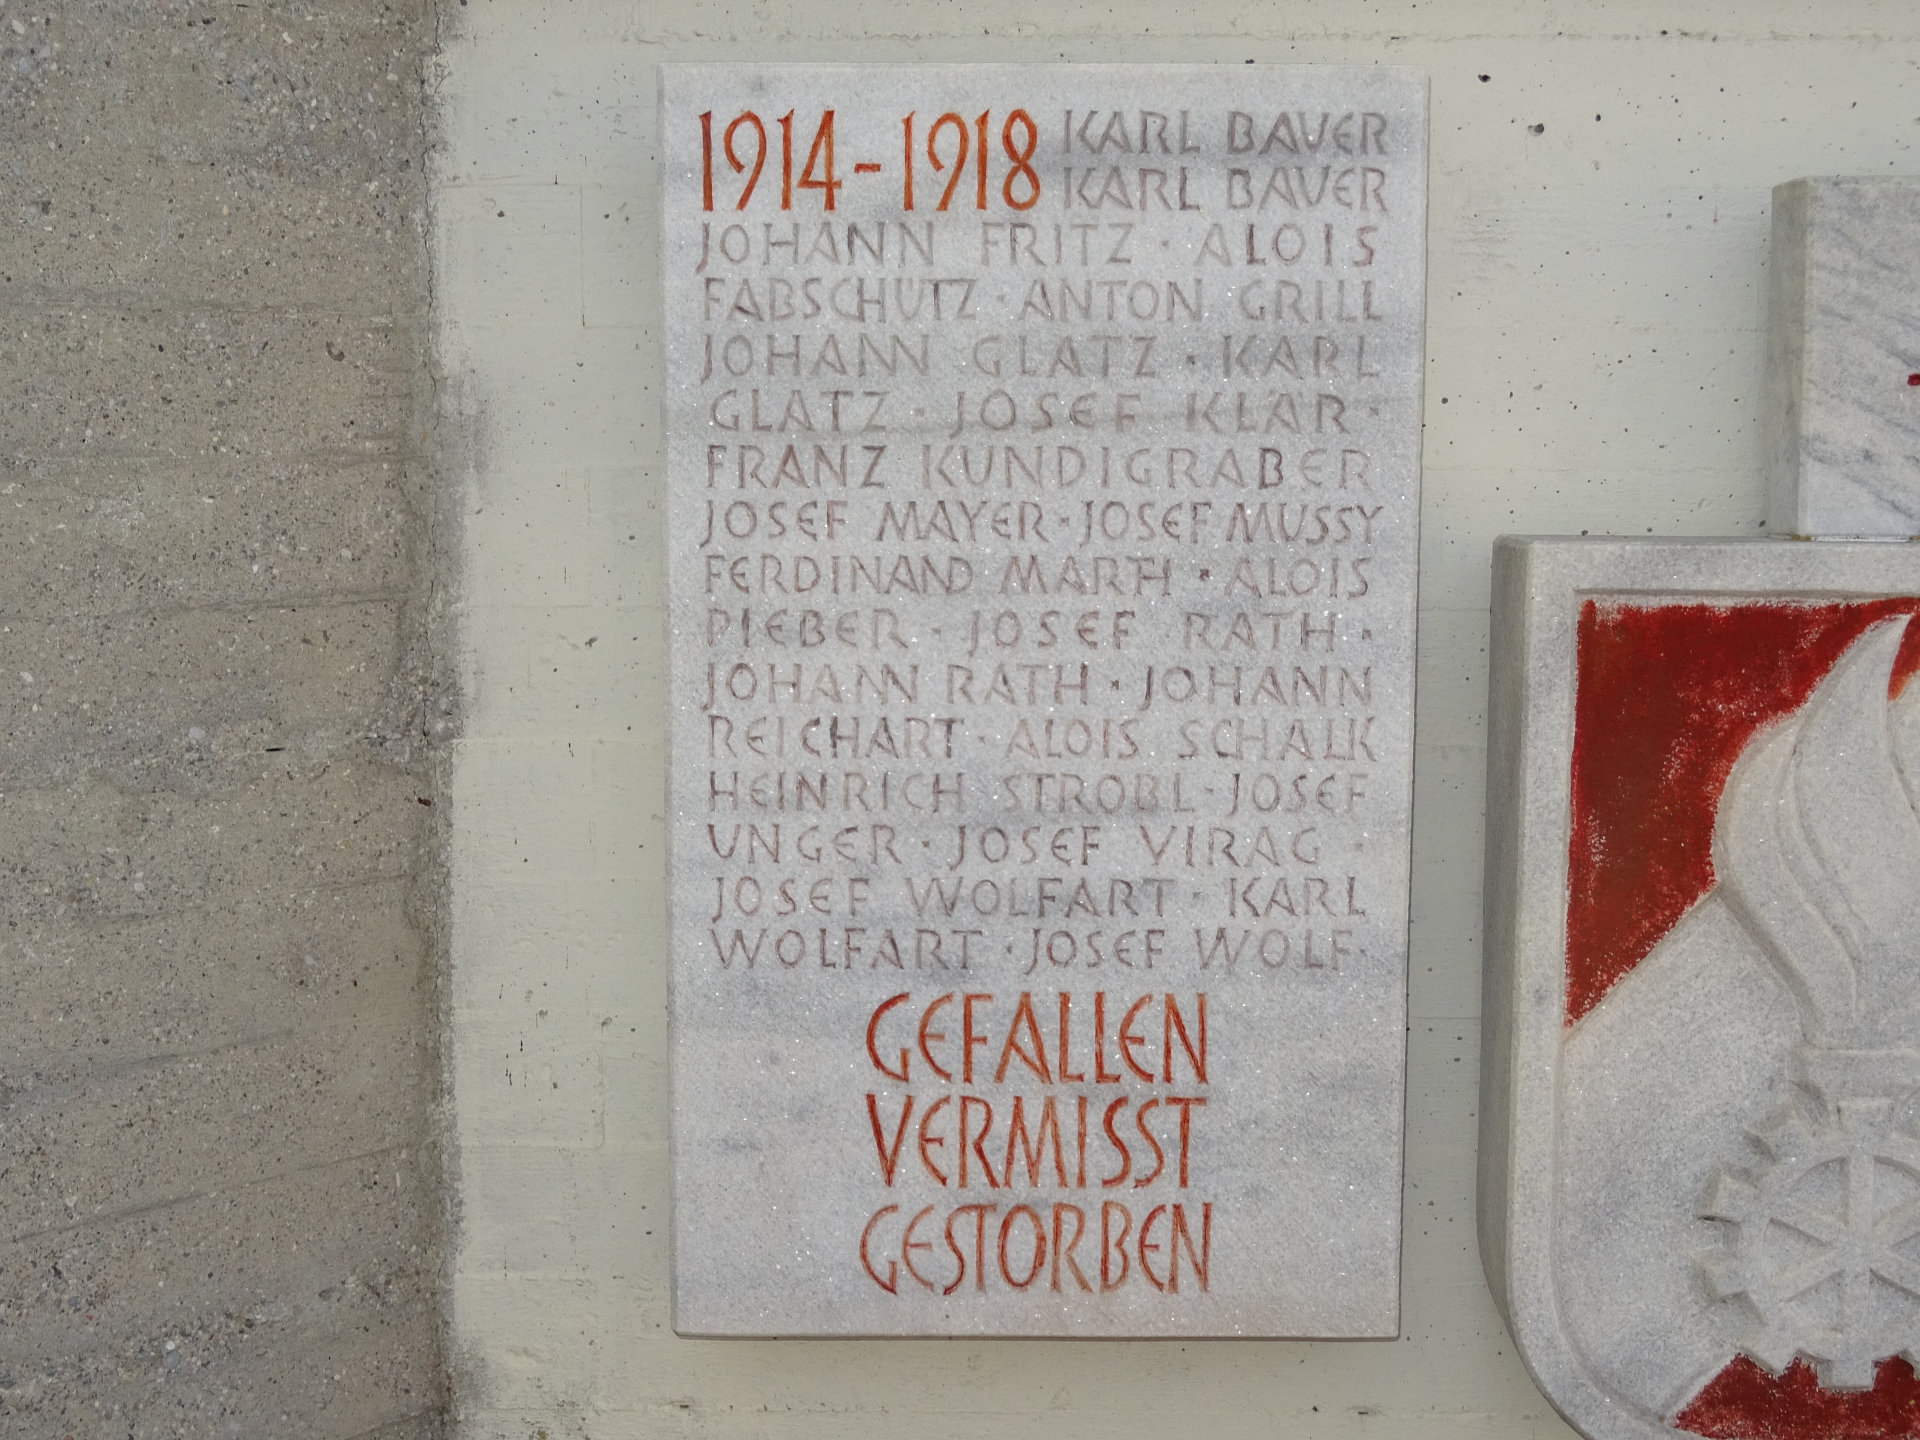 1914-1918 KARL BAUER
KARL BAUER
JOHANN FRITZ · ALOIS
FABSCHÜTZ · ANTON GRILL
JOHANN GLATZ · KARL
GLATZ · JOSEF KLAR ·
FRANZ KUNDIGRABER
JOSEF MAYER · JOSEF MUSSY
FERDINAND MARTH · ALOIS
PIEBER · JOSEF RATH ·
JOHANN RATH · JOHANN
REICHART · ALOIS SCHALK
HEINRICH STROBL · JOSEF
UNGER · JOSEF VIRAG ·
JOSEF WOLFART · KARL
WOLFART · JOSEF WOLF ·
GEFALLEN
VERMISST
GESTORBEN